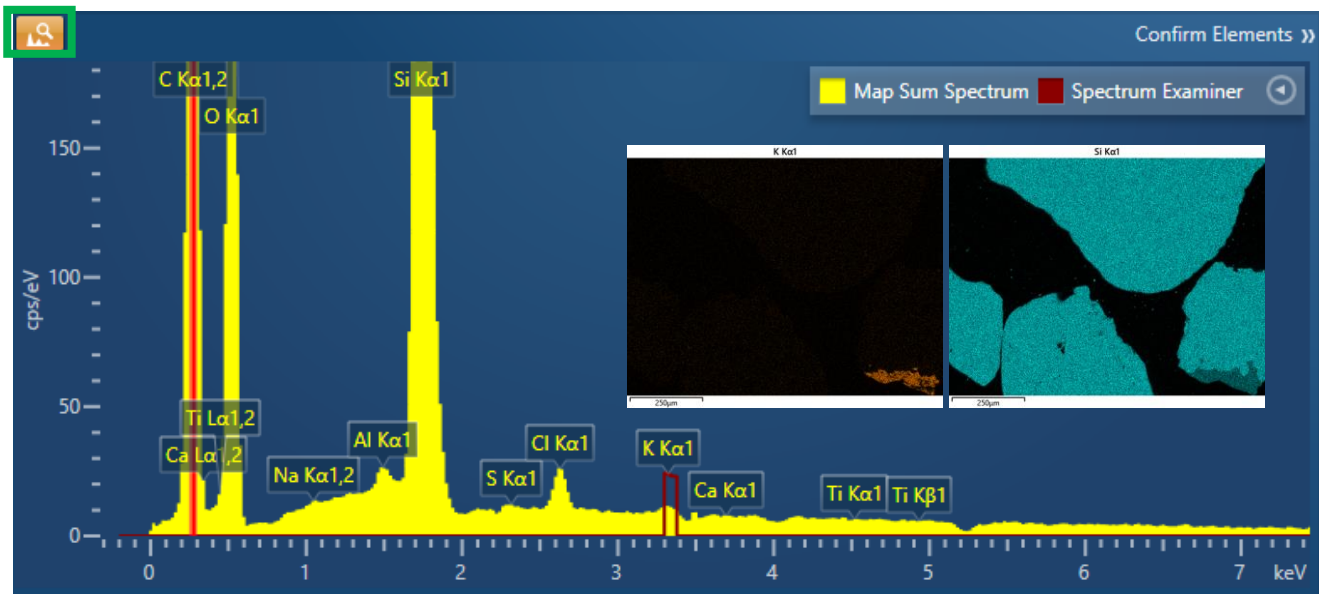 Confirm Elements »
Map Sum Spectrum Spectrum Examiner
C Kα1,2
O Kα1
Si Kα1
Ti Lα1,2
Ca Lα1,2
Na Kα1,2
Al Kα1
S Kα1
Cl Kα1
K Kα1
Ca Kα1
Ti Kα1
Ti Kβ1
K Kα1
250μm
Si Kα1
250μm
cps/eV
150
100
50
0
0 1 2 3 4 5 6 7 keV